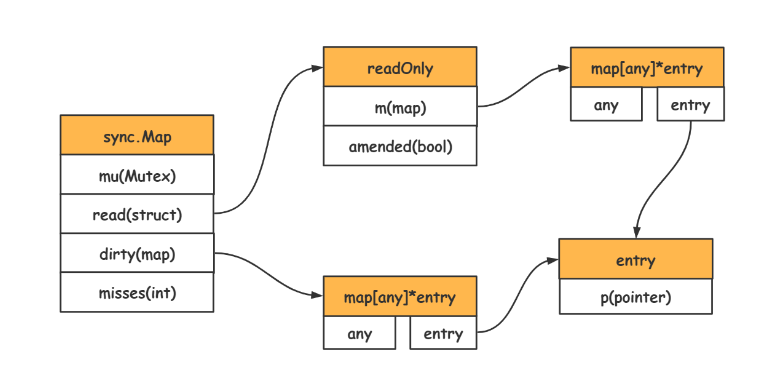 sync.Map
mu(Mutex)
read(struct)
dirty(map)
misses(int)
readOnly
m(map)
amended(bool)
map[any]*entry
any entry
map[any]*entry
any entry
entry
p(pointer)